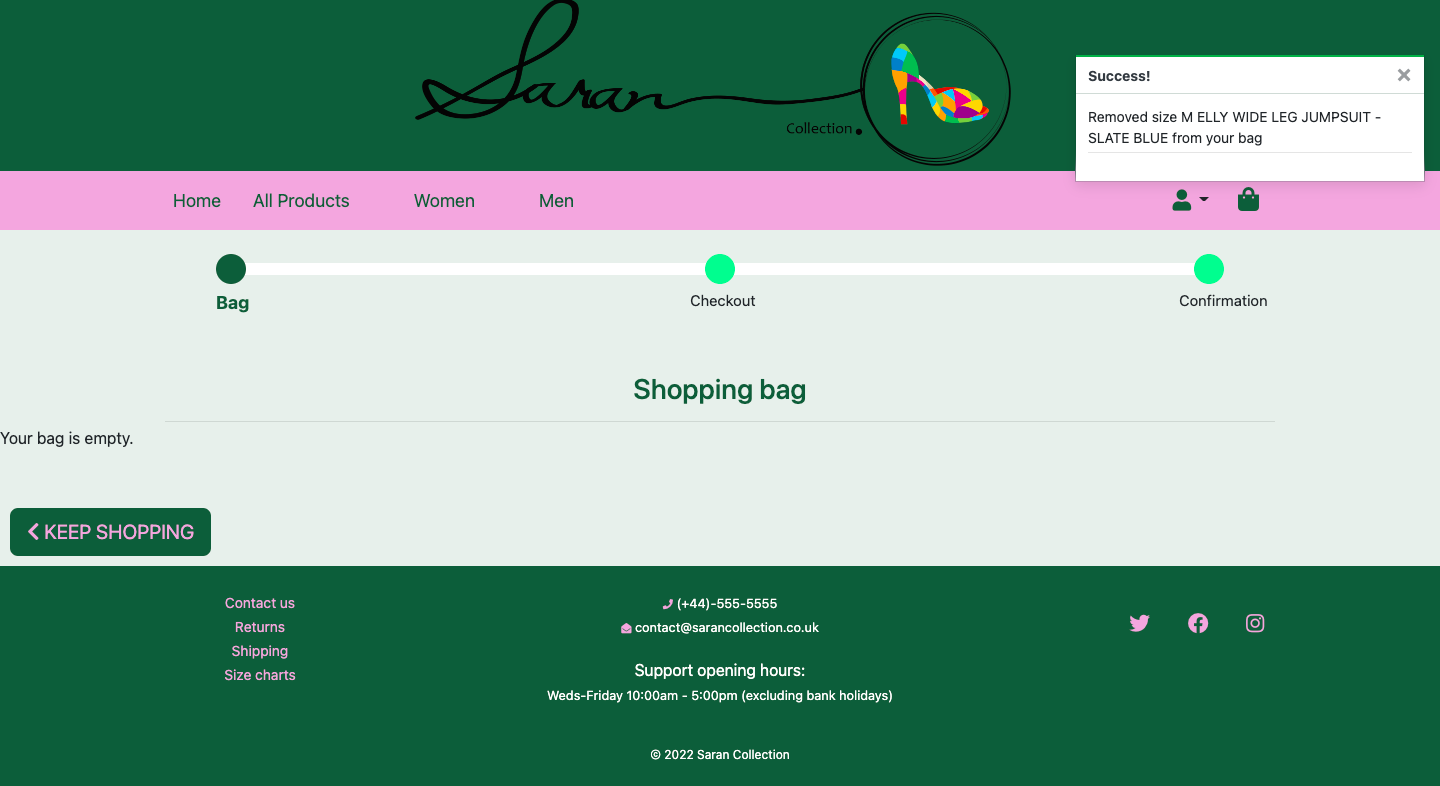 Saran
Collection.
Success!
Removed size M ELLY WIDE LEG JUMPSUIT -
SLATE BLUE from your bag
Home All Products Women Men
Bag
Checkout
Confirmation
Shopping bag
Your bag is empty.
KEEP SHOPPING
Contact us
Returns
Shipping
Size charts
(+44)-555-5555
contact@sarancollection.co.uk
Support opening hours:
Weds-Friday 10:00am - 5:00pm (excluding bank holidays)
© 2022 Saran Collection